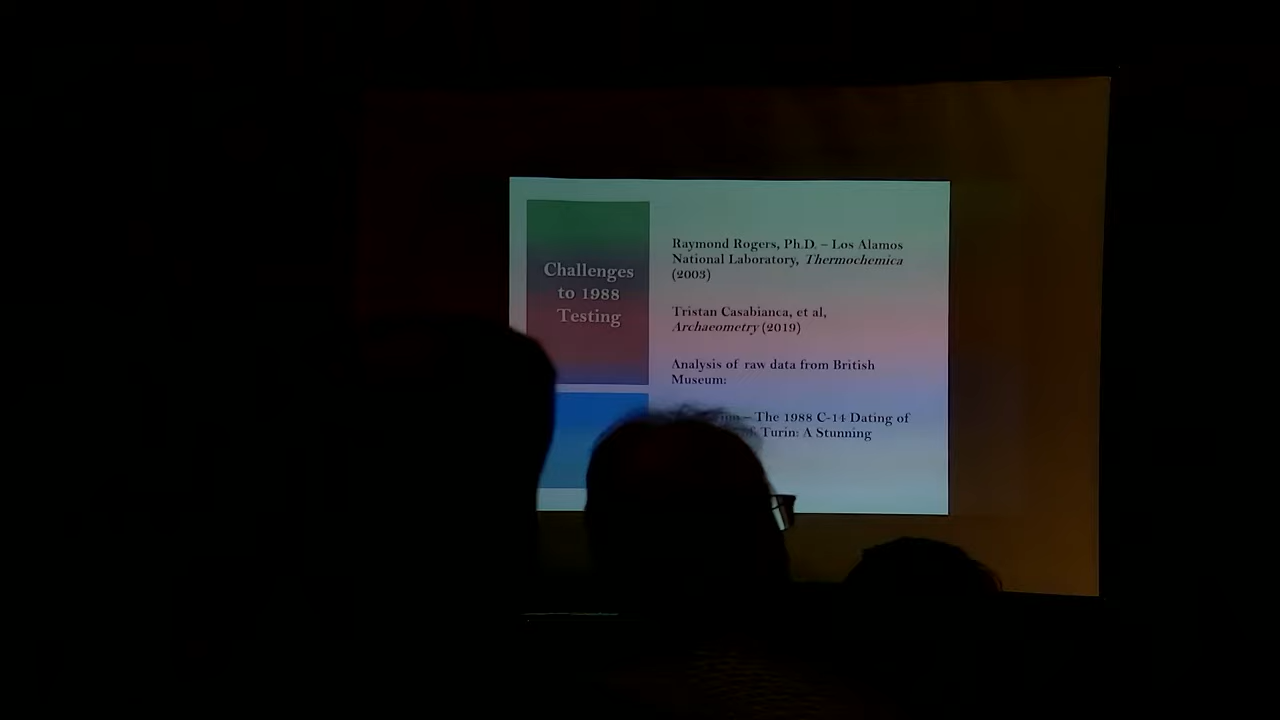 Challenges
to 1988
Testing
Raymond Rogers, Ph.D. – Los Alamos
National Laboratory, Thermochemica
(2003)
Tristan Casabianca, et al,
Archaeometry (2019)
Analysis of raw data from British
Museum:
– The 1988 C-14 Dating of
Turin: A Stunning